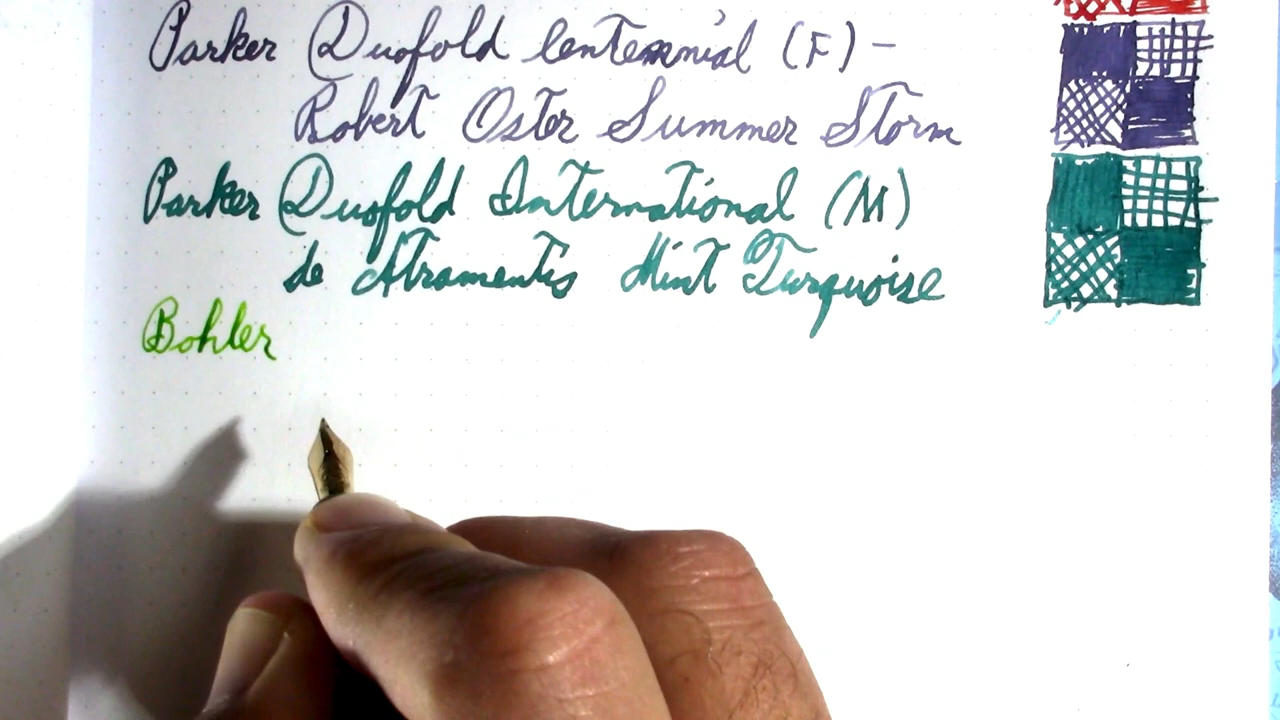 Parker Duofold Centennial (F) –
Robert Oster Summer Storm
Parker Duofold International (M)
de Atramentis Mint Turquoise
Bohler